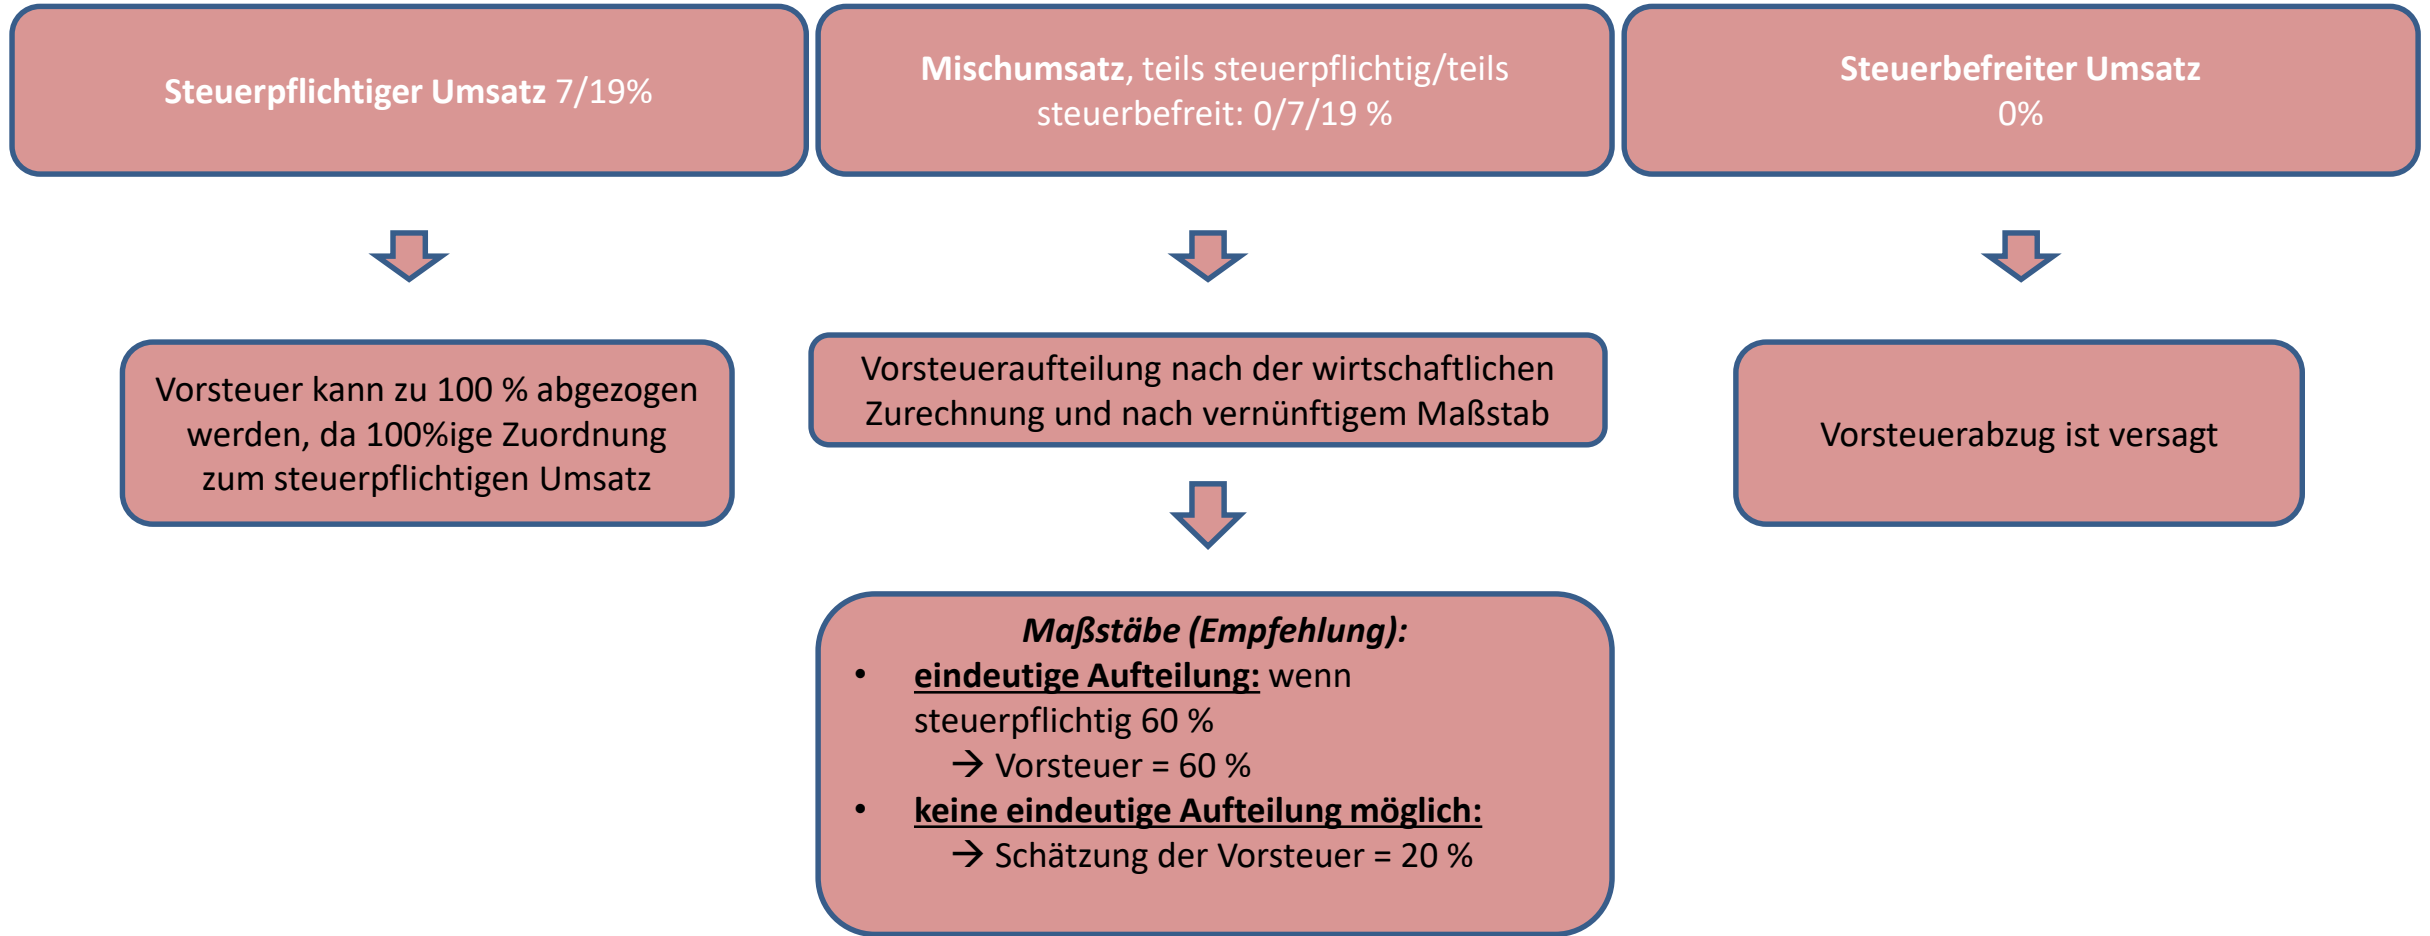 Steuerpflichtiger Umsatz 7/19%
Mischumsatz, teils steuerpflichtig/teils
steuerbefreit: 0/7/19 %
Steuerbefreiter Umsatz
0%
Vorsteuer kann zu 100 % abgezogen
werden, da 100%ige Zuordnung
zum steuerpflichtigen Umsatz
Vorsteueraufteilung nach der wirtschaftlichen
Zurechnung und nach vernünftigem Maßstab
Vorsteuerabzug ist versagt
Maßstäbe (Empfehlung):
• eindeutige Aufteilung: wenn
steuerpflichtig 60 %
→ Vorsteuer = 60 %
• keine eindeutige Aufteilung möglich:
→ Schätzung der Vorsteuer = 20 %